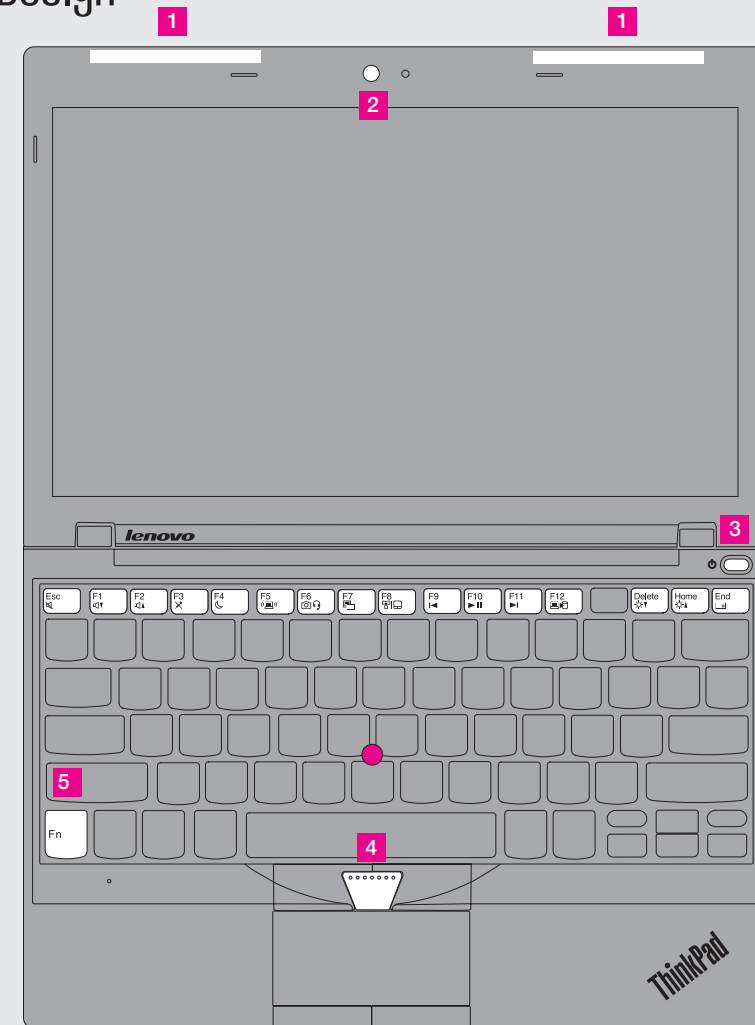 Design
1 1
2
3
lenovo
Esc F1 F2 F3 F4 F5 F6 F7 F8 F9 F10 F11 F12 Delete Home End
5
Fn
4
ThinkPad